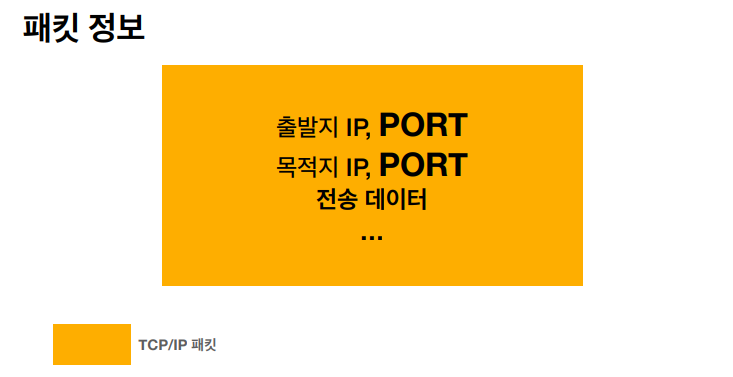 패킷 정보
출발지 IP, PORT
목적지 IP, PORT
전송 데이터
...
TCP/IP 패킷